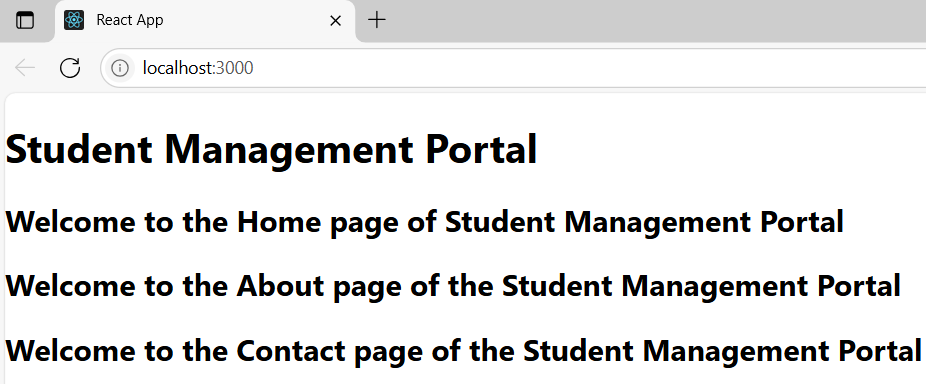 React App
localhost:3000
Student Management Portal
Welcome to the Home page of Student Management Portal
Welcome to the About page of the Student Management Portal
Welcome to the Contact page of the Student Management Portal